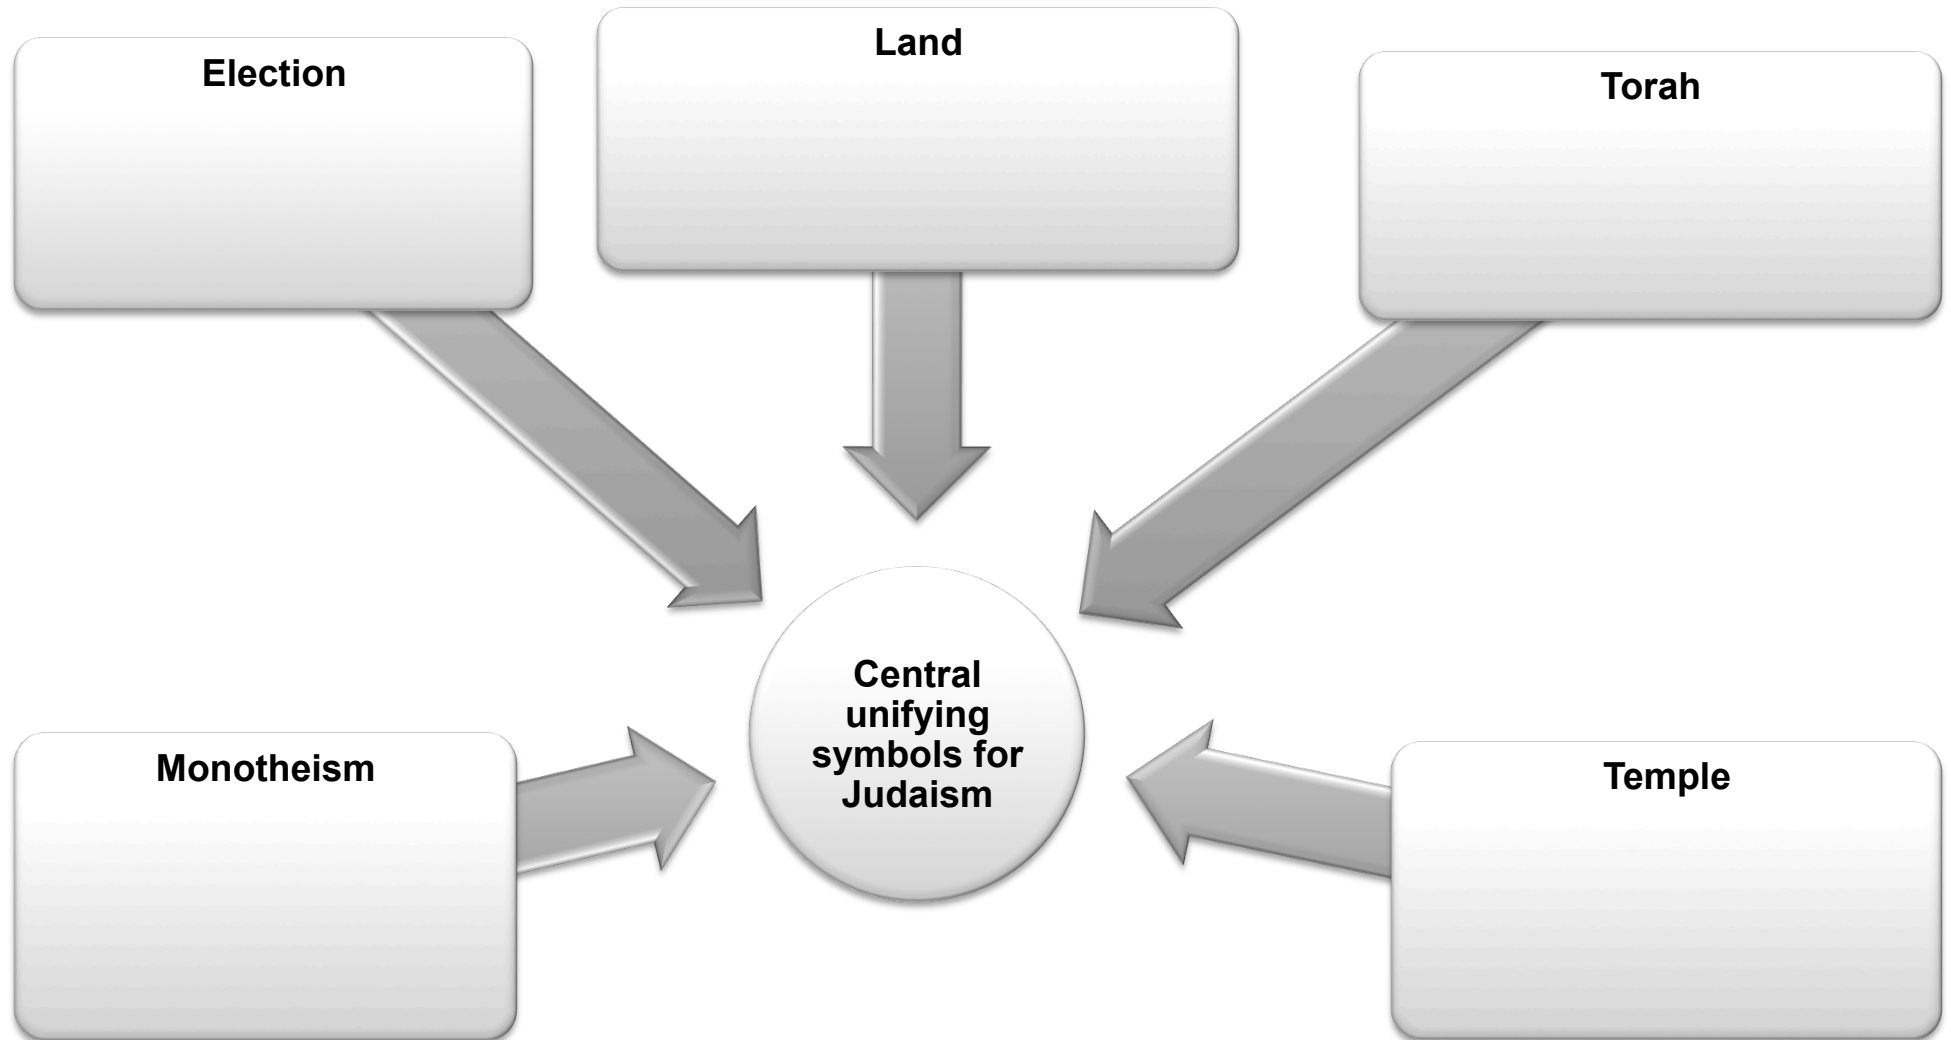 Election
Land
Torah
Central
unifying
symbols for
Judaism
Monotheism
Temple